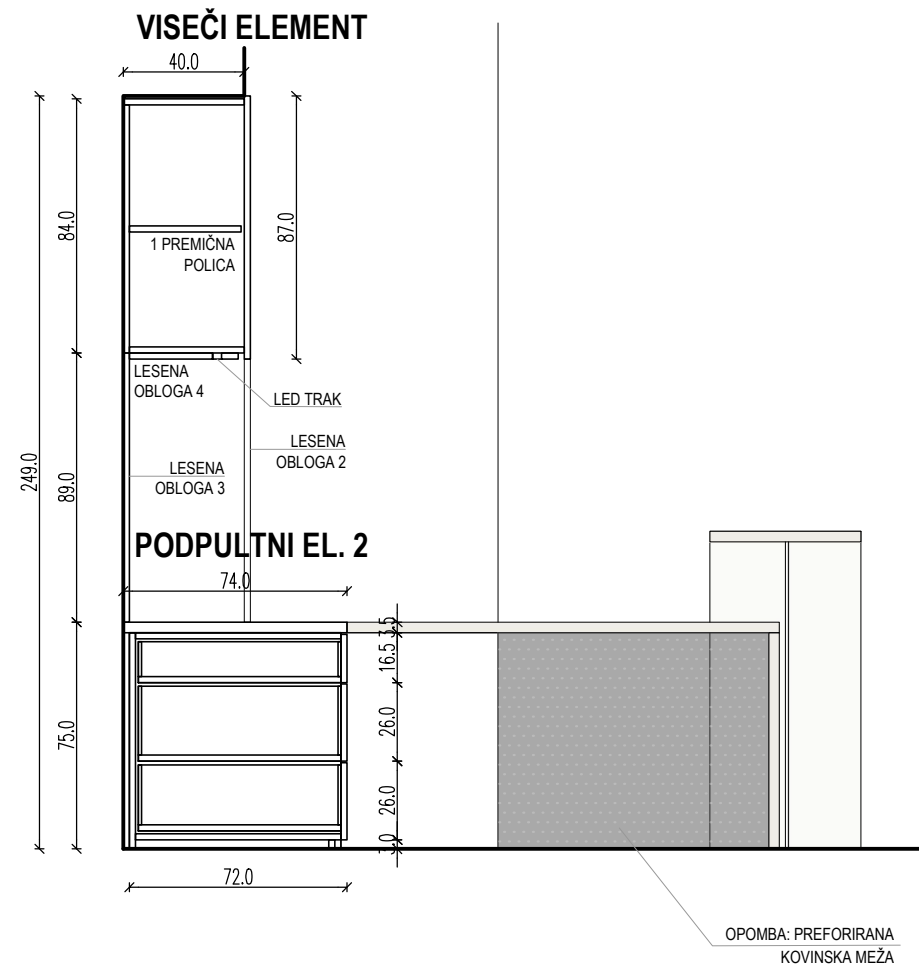 VISEČI ELEMENT
40.0
84.0
87.0
1 PREMIČNA
POLICA
LESENA
OBLOGA 4
LED TRAK
LESENA
OBLOGA 2
LESENA
OBLOGA 3
249.0
89.0
PODPULTNI EL. 2
74.0
3.5
16.5
26.0
75.0
26.0
3.0
72.0
OPOMBA: PREFORIRANA
KOVINSKA MEŽA